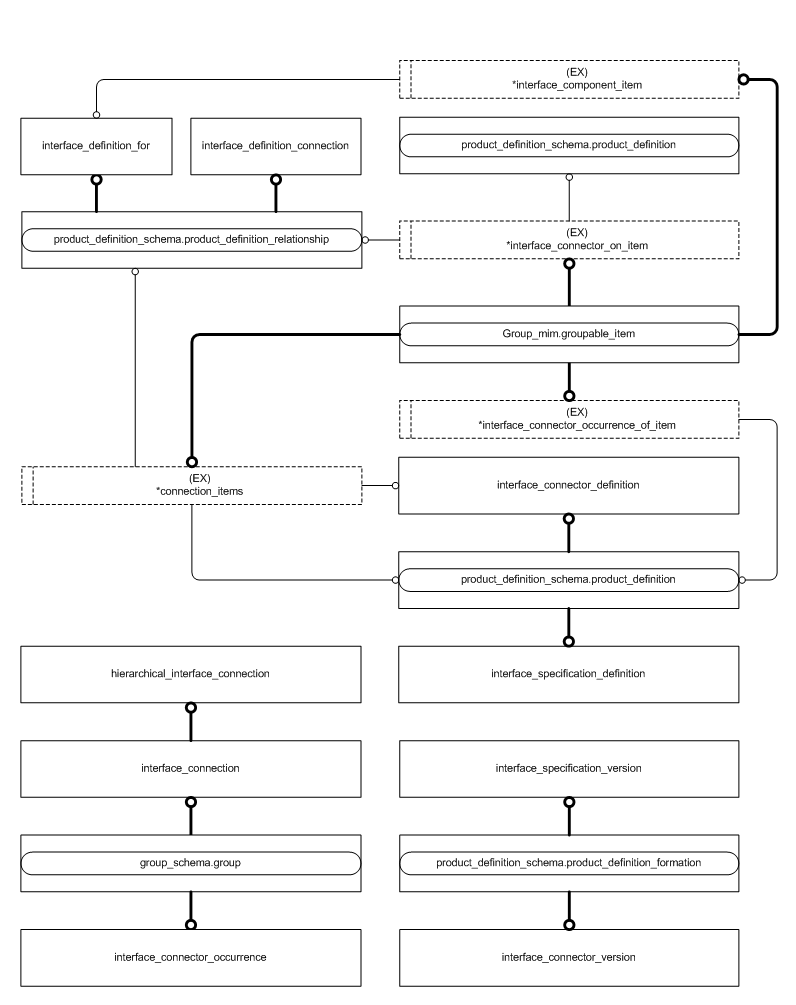 (EX)
*interface_component_item
interface_definition_for
interface_definition_connection
product_definition_schema.product_definition
product_definition_schema.product_definition_relationship
(EX)
*interface_connector_on_item
Group_mim.groupable_item
(EX)
*interface_connector_occurrence_of_item
(EX)
*connection_items
interface_connector_definition
product_definition_schema.product_definition
hierarchical_interface_connection
interface_specification_definition
interface_connection
interface_specification_version
group_schema.group
product_definition_schema.product_definition_formation
interface_connector_occurrence
interface_connector_version